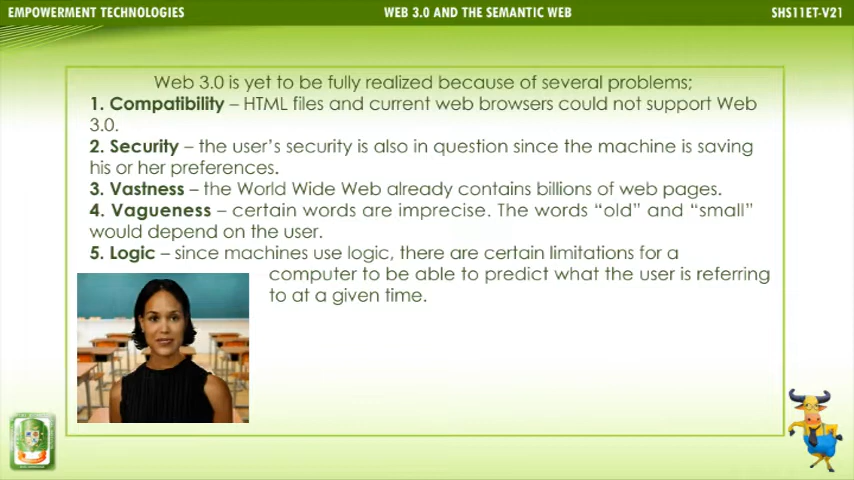 EMPOWERMENT TECHNOLOGIES
WEB 3.0 AND THE SEMANTIC WEB
SHS11ET-V21
Web 3.0 is yet to be fully realized because of several problems;
1. Compatibility – HTML files and current web browsers could not support Web
3.0.
2. Security – the user’s security is also in question since the machine is saving
his or her preferences.
3. Vastness – the World Wide Web already contains billions of web pages.
4. Vagueness – certain words are imprecise. The words “old” and “small”
would depend on the user.
5. Logic – since machines use logic, there are certain limitations for a
computer to be able to predict what the user is referring
to at a given time.